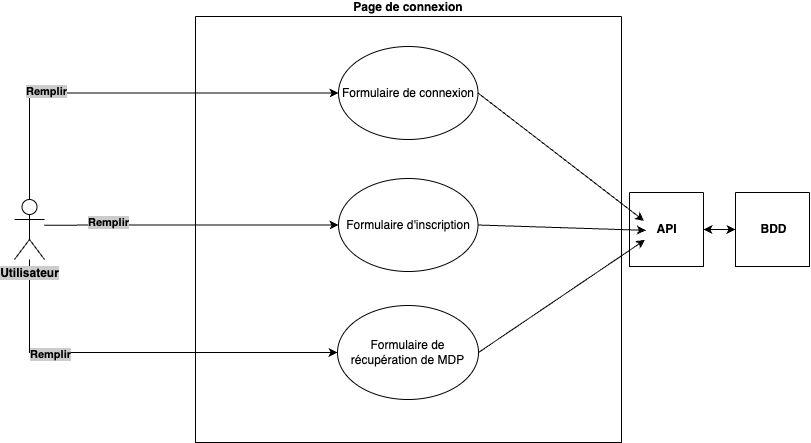 Page de connexion
Remplir
Formulaire de connexion
Remplir
Formulaire d'inscription
API
BDD
Utilisateur
Remplir
Formulaire de
récupération de MDP